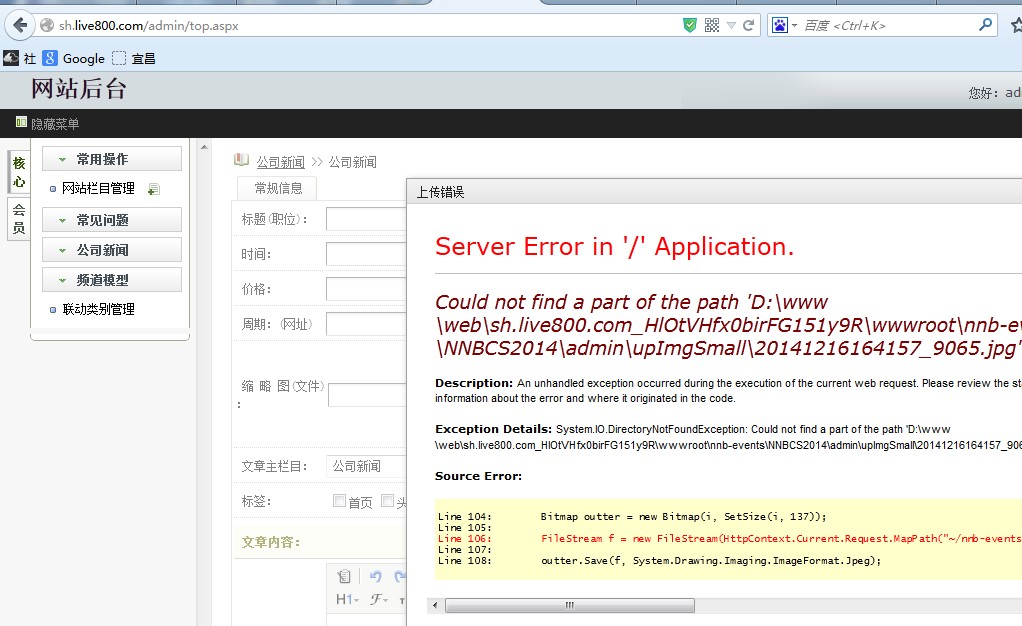 sh.live800.com/admin/top.aspx
百度 <Ctrl+K>
社 Google 宜昌
网站后台
您好： ad
隐藏菜单
核心
会员
常用操作
网站栏目管理
常见问题
公司新闻
频道模型
联动类别管理
公司新闻 >> 公司新闻
常规信息
标题(职位)：
时间:
价格:
周期：(网址)
缩 略 图(文件)
:
文章主栏目： 公司新闻
标签: 首页 头
文章内容：
H1
上传错误
Server Error in '/' Application.
Could not find a part of the path 'D:\www
\web\sh.live800.com_HlOtVHfx0birFG151y9R\wwwroot\nnb-e
\NNBCS2014\admin\upImgSmall\20141216164157_9065.jpg'
Description: An unhandled exception occurred during the execution of the current web request. Please review the st
information about the error and where it originated in the code.
Exception Details: System.IO.DirectoryNotFoundException: Could not find a part of the path 'D:\www
\web\sh.live800.com_HlOtVHfx0birFG151y9R\wwwroot\nnb-events\NNBCS2014\admin\upImgSmall\20141216164157_906
Source Error:
Line 104: Bitmap outter = new Bitmap(i, SetSize(i, 137));
Line 105:
Line 106: FileStream f = new FileStream(HttpContext.Current.Request.MapPath("~/nnb-events
Line 107:
Line 108: outter.Save(f, System.Drawing.Imaging.ImageFormat.Jpeg);